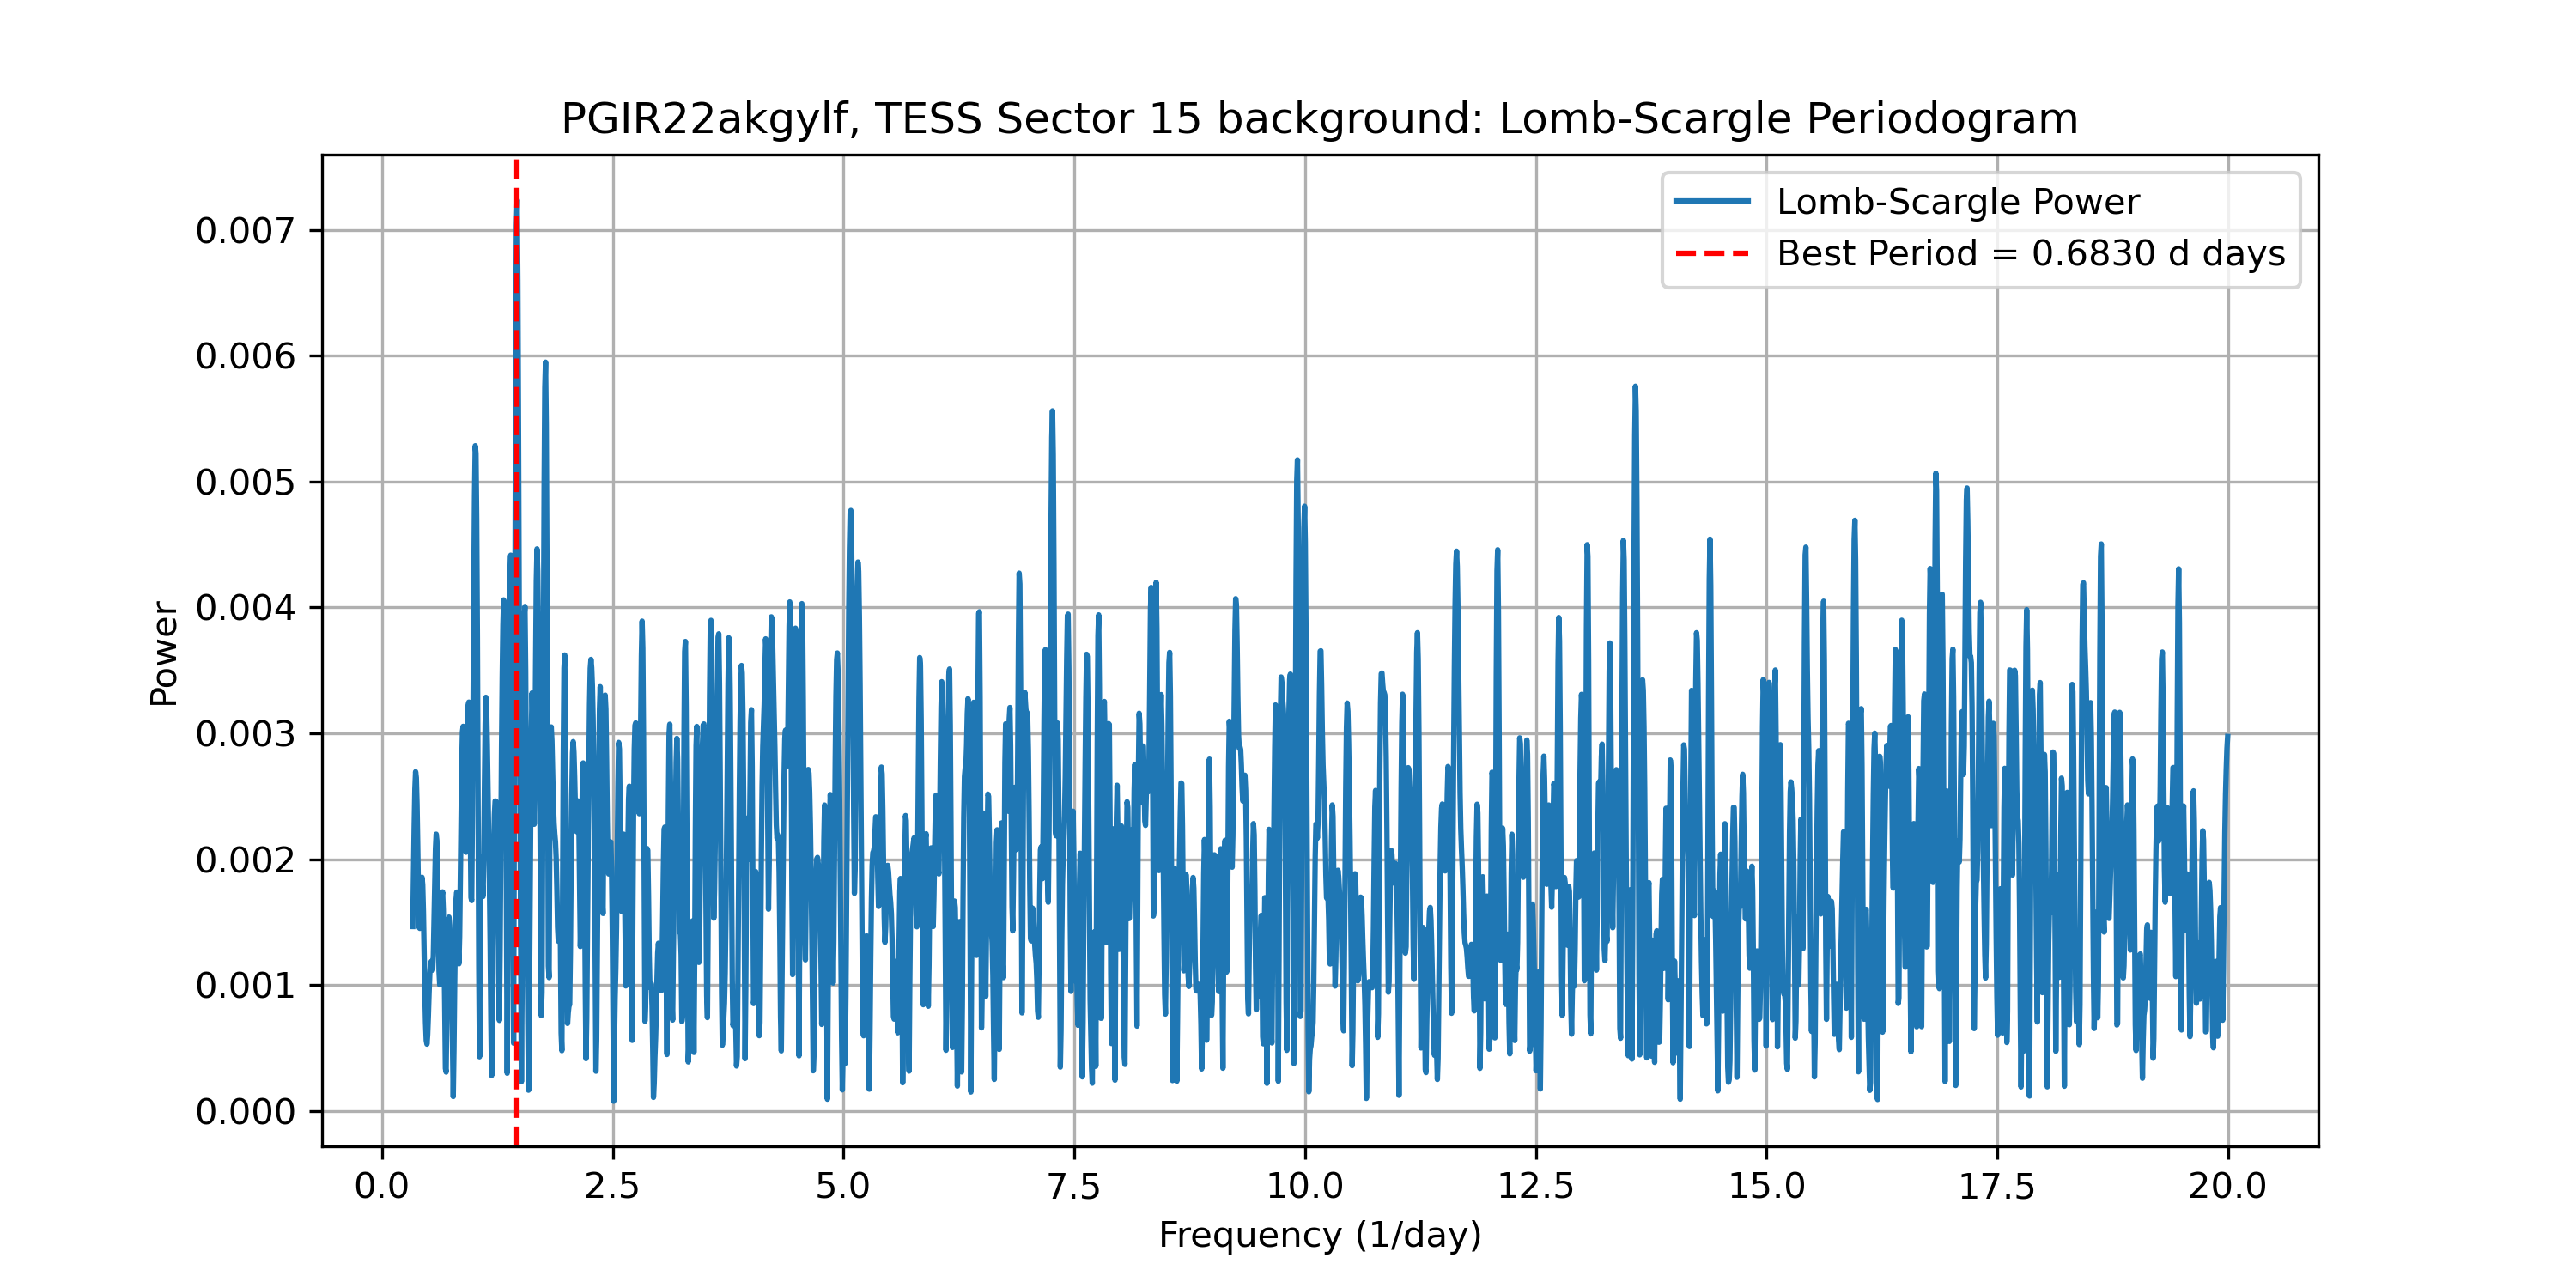 PGIR22akgylf, TESS Sector 15 background: Lomb-Scargle Periodogram
Lomb-Scargle Power
Best Period = 0.6830 d days
0.007
0.006
0.005
0.004
0.003
0.002
0.001
0.000
Power
0.0 2.5 5.0 7.5 10.0 12.5 15.0 17.5 20.0
Frequency (1/day)